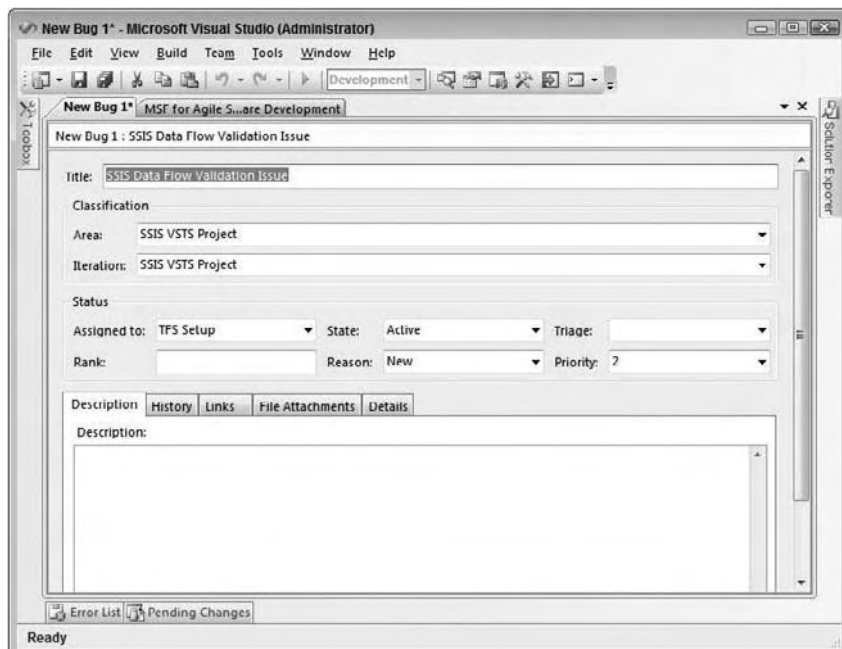 New Bug 1* - Microsoft Visual Studio (Administrator)
File Edit View Build Team Tools Window Help
Development
New Bug 1* MSF for Agile S...are Development
Toolbox
Solution Explorer
New Bug 1 : SSIS Data Flow Validation Issue
Title: SSIS Data Flow Validation Issue
Classification
Area: SSIS VSTS Project
Iteration: SSIS VSTS Project
Status
Assigned to: TFS Setup State: Active Triage:
Rank: Reason: New Priority: 2
Description History Links File Attachments Details
Description:
Error List Pending Changes
Ready